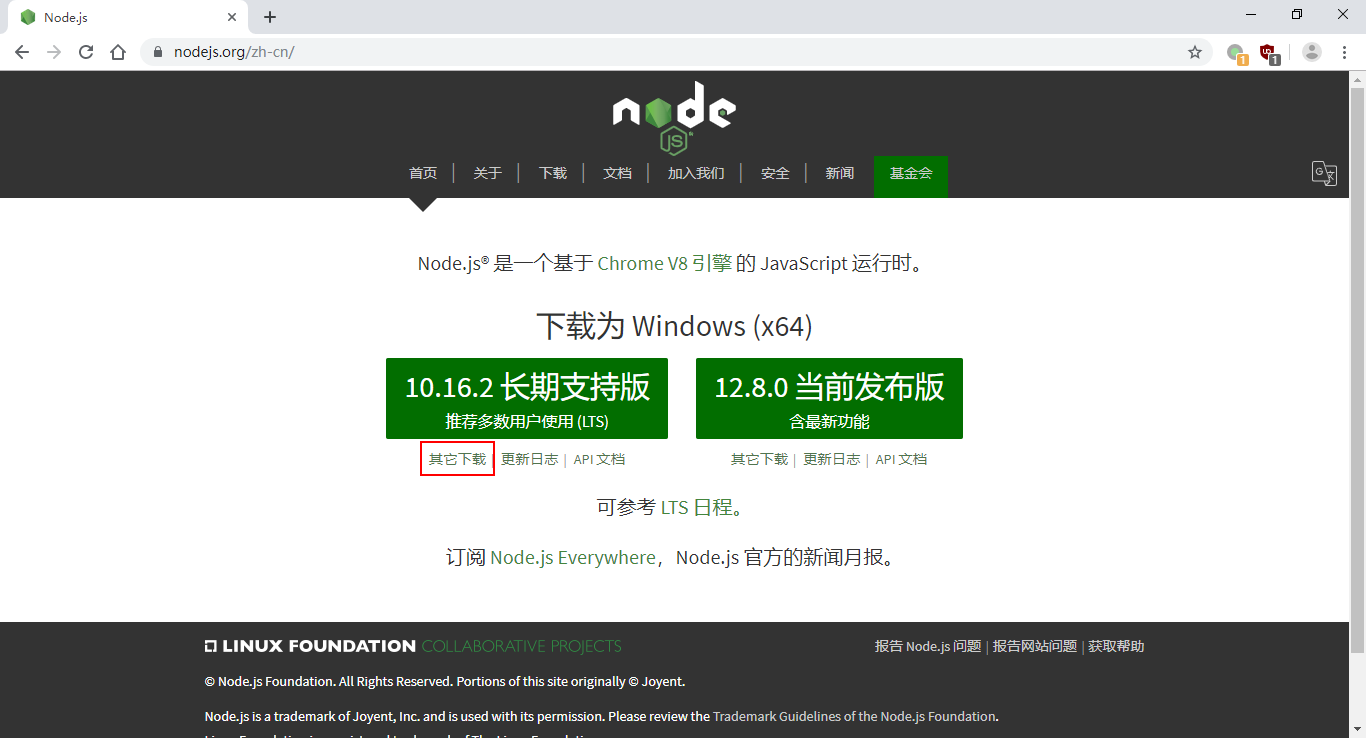 Node.js
nodejs.org/zh-cn/
1
1
node
JS
首页 | 关于 | 下载 | 文档 | 加入我们 | 安全 | 新闻 基金会
Node.js® 是一个基于 Chrome V8 引擎 的 JavaScript 运行时。
下载为 Windows (x64)
10.16.2 长期支持版
推荐多数用户使用 (LTS)
其它下载 | 更新日志 | API 文档
12.8.0 当前发布版
含最新功能
其它下载 | 更新日志 | API 文档
可参考 LTS 日程。
订阅 Node.js Everywhere，Node.js 官方的新闻月报。
LINUX FOUNDATION COLLABORATIVE PROJECTS
报告 Node.js 问题 | 报告网站问题 | 获取帮助
© Node.js Foundation. All Rights Reserved. Portions of this site originally © Joyent.
Node.js is a trademark of Joyent, Inc. and is used with its permission. Please review the Trademark Guidelines of the Node.js Foundation.